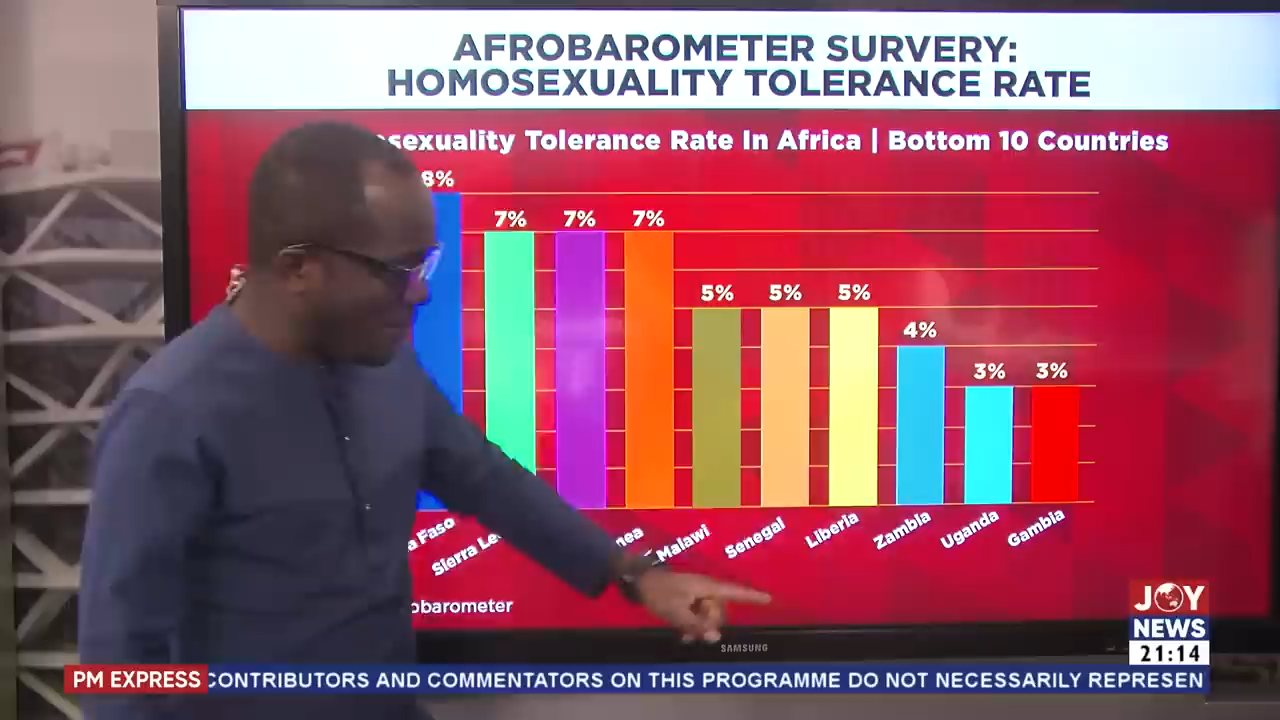 AFROBAROMETER SURVERY:
HOMOSEXUALITY TOLERANCE RATE
sexuality Tolerance Rate In Africa | Bottom 10 Countries
8%
7%
7%
7%
5%
5%
5%
4%
3%
3%
a Faso
Sierra Le
nea
Malawi
Senegal
Liberia
Zambia
Uganda
Gambia
obarometer
SAMSUNG
JOY
NEWS
21:14
PM EXPRESS
CONTRIBUTORS AND COMMENTATORS ON THIS PROGRAMME DO NOT NECESSARILY REPRESEN